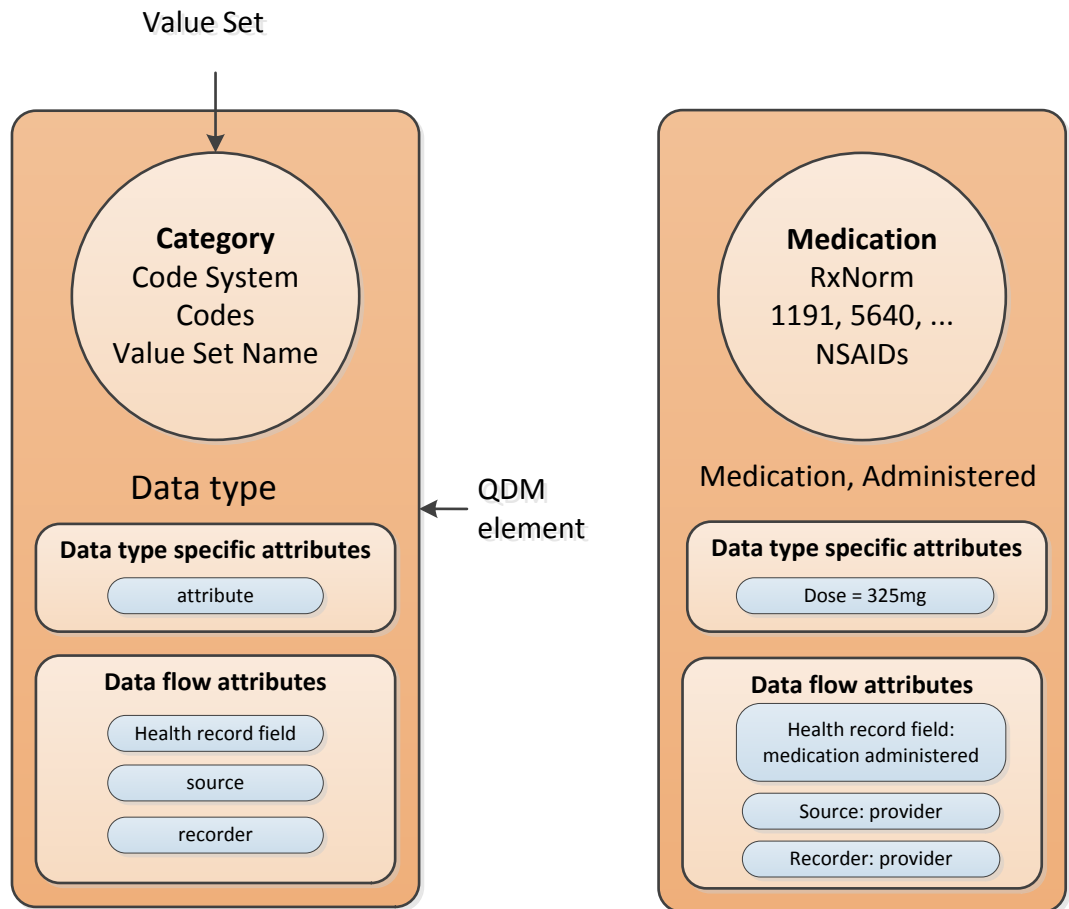 Value Set
Category
Code System
Codes
Value Set Name
Data type
QDM
element
Data type specific attributes
attribute
Data flow attributes
Health record field
source
recorder
Medication
RxNorm
1191, 5640, ...
NSAIDs
Medication, Administered
Data type specific attributes
Dose = 325mg
Data flow attributes
Health record field:
medication administered
Source: provider
Recorder: provider